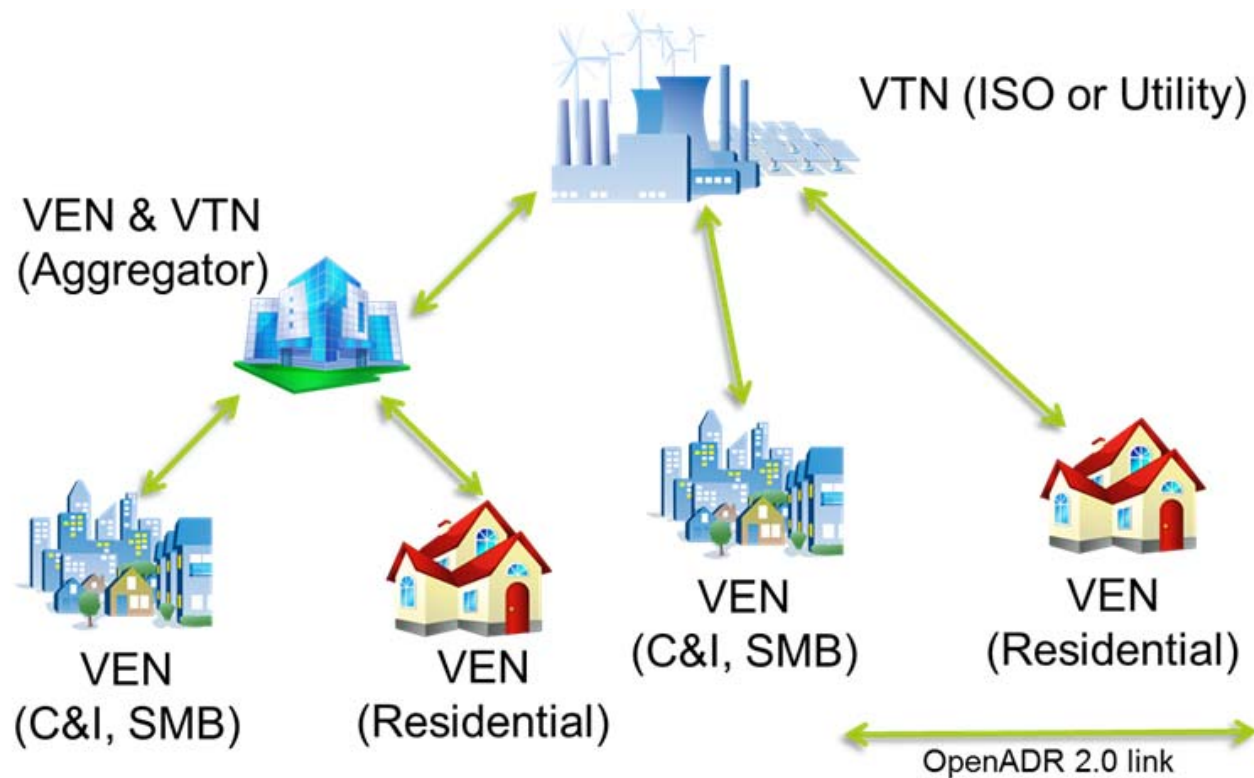 VTN (ISO or Utility)
VEN & VTN
(Aggregator)
VEN
(C&I, SMB)
VEN
(Residential)
VEN
(C&I, SMB)
VEN
(Residential)
OpenADR 2.0 link